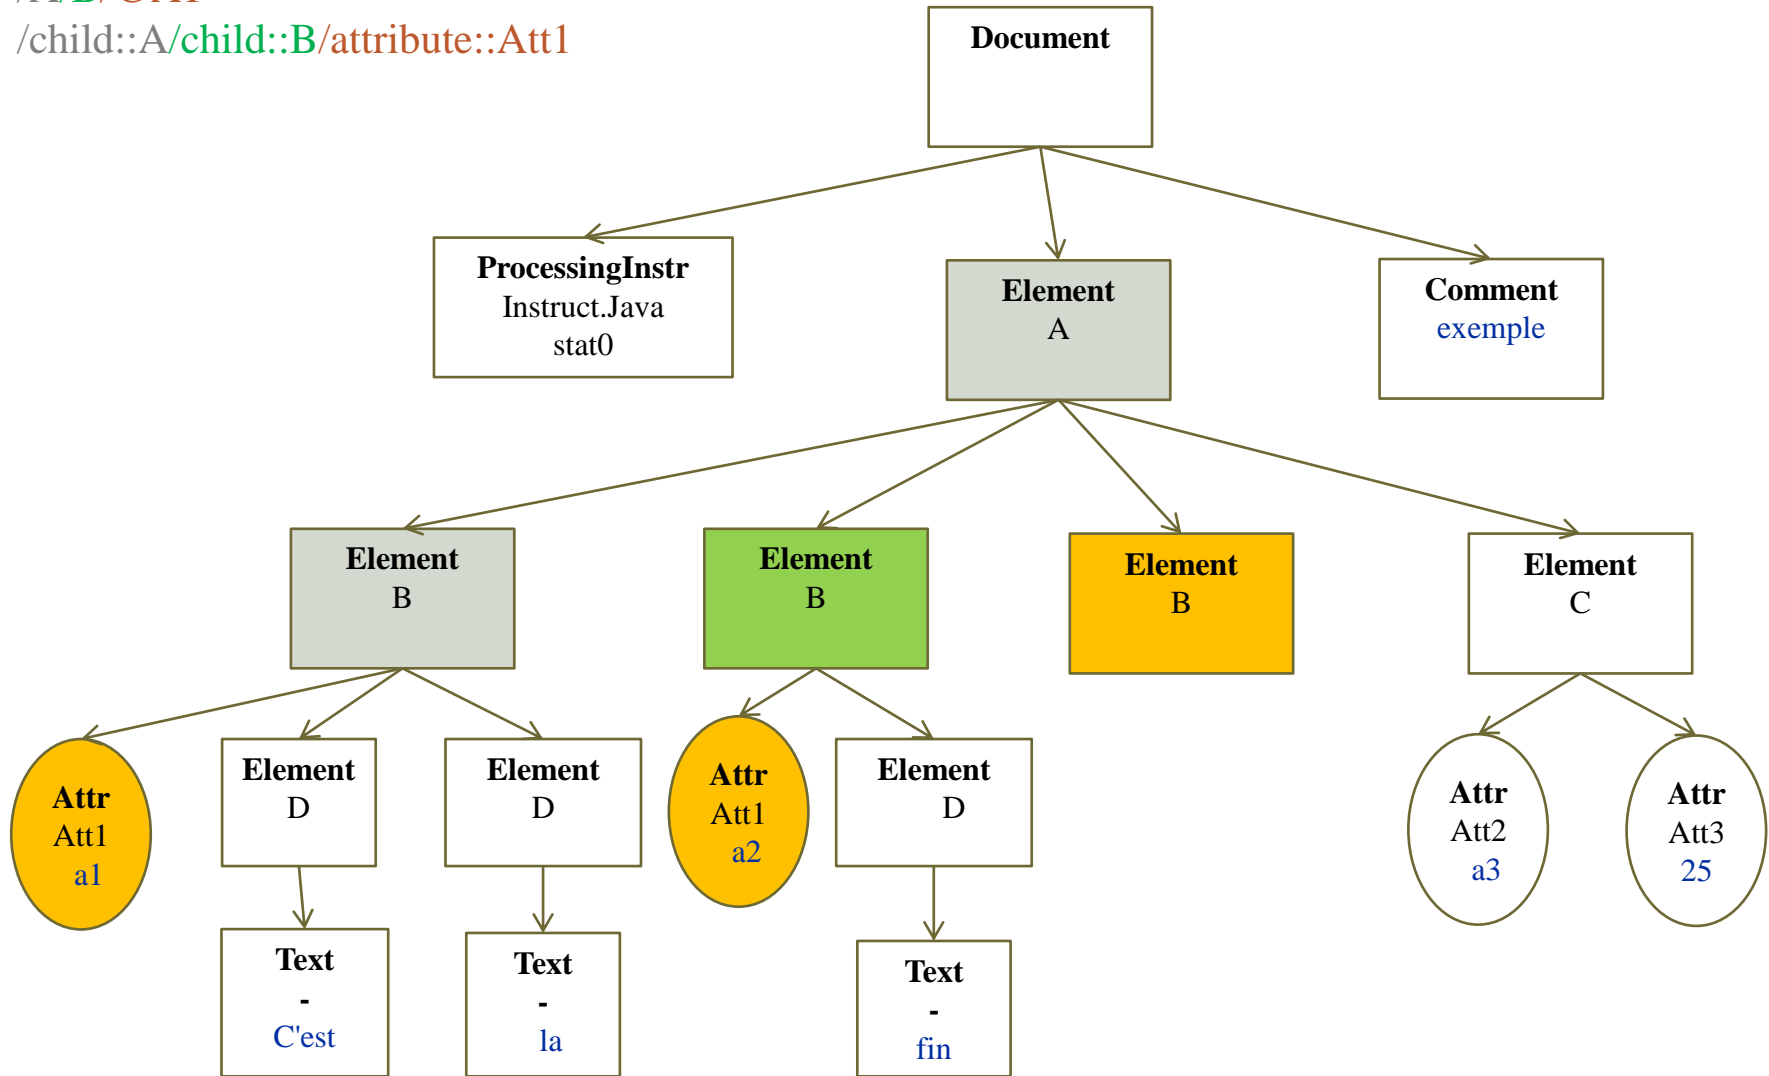 /child::A/child::B/attribute::Att1
Document
ProcessingInstr
Instruct.Java
stat0
Element
A
Comment
exemple
Element
B
Element
B
Element
B
Element
C
Attr
Att1
a1
Element
D
Element
D
Attr
Att1
a2
Element
D
Attr
Att2
a3
Attr
Att3
25
Text
-
C'est
Text
-
la
Text
-
fin